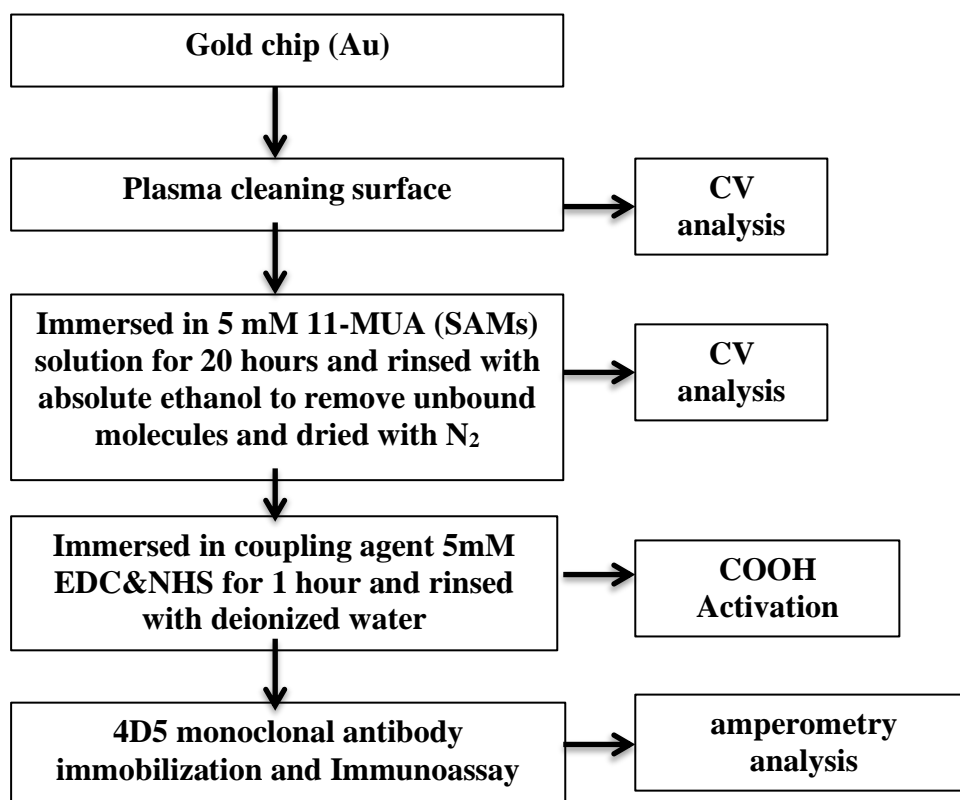 Gold chip (Au)
Plasma cleaning surface
CV
analysis
Immersed in 5 mM 11-MUA (SAMs)
solution for 20 hours and rinsed with
absolute ethanol to remove unbound
molecules and dried with N₂
CV
analysis
Immersed in coupling agent 5mM
EDC&NHS for 1 hour and rinsed
with deionized water
COOH
Activation
4D5 monoclonal antibody
immobilization and Immunoassay
amperometry
analysis